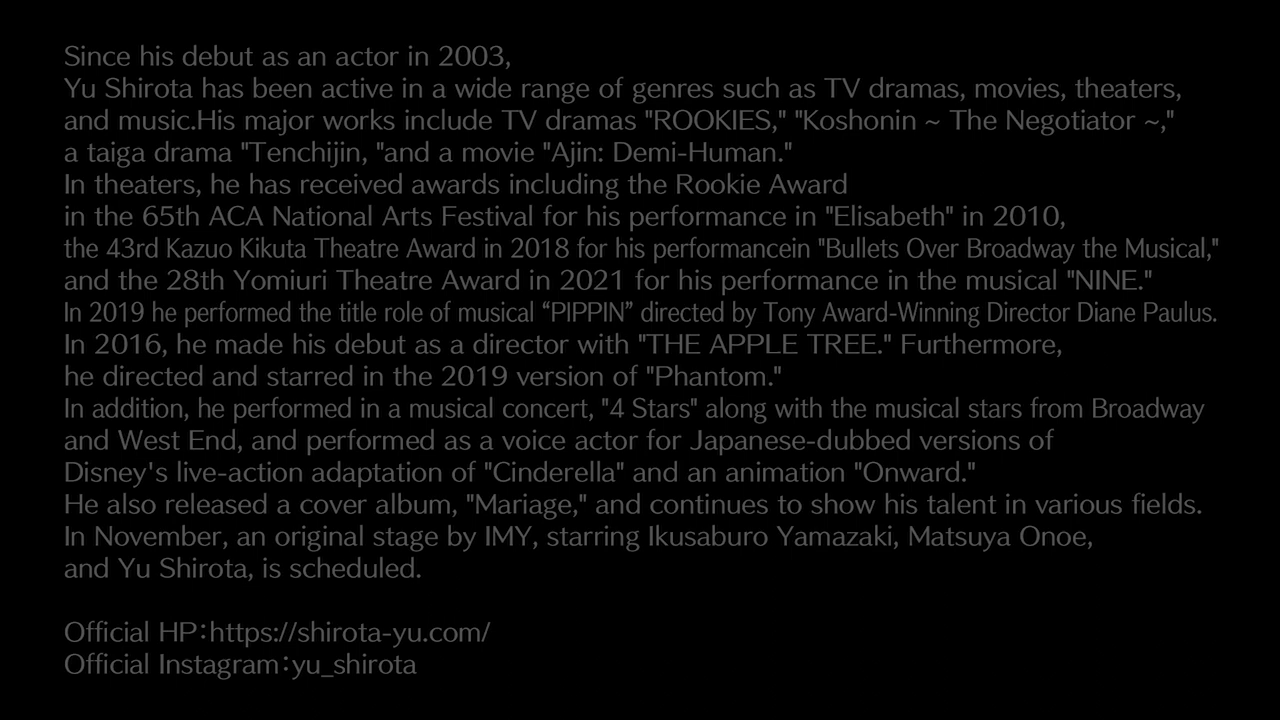 Since his debut as an actor in 2003,
Yu Shirota has been active in a wide range of genres such as TV dramas, movies, theaters,
and music.His major works include TV dramas "ROOKIES," "Koshonin ~ The Negotiator ~,"
a taiga drama "Tenchijin, "and a movie "Ajin: Demi-Human."
In theaters, he has received awards including the Rookie Award
in the 65th ACA National Arts Festival for his performance in "Elisabeth" in 2010,
the 43rd Kazuo Kikuta Theatre Award in 2018 for his performancein "Bullets Over Broadway the Musical,"
and the 28th Yomiuri Theatre Award in 2021 for his performance in the musical "NINE."
In 2019 he performed the title role of musical “PIPPIN” directed by Tony Award-Winning Director Diane Paulus.
In 2016, he made his debut as a director with "THE APPLE TREE." Furthermore,
he directed and starred in the 2019 version of "Phantom."
In addition, he performed in a musical concert, "4 Stars" along with the musical stars from Broadway
and West End, and performed as a voice actor for Japanese-dubbed versions of
Disney's live-action adaptation of "Cinderella" and an animation "Onward."
He also released a cover album, "Mariage," and continues to show his talent in various fields.
In November, an original stage by IMY, starring Ikusaburo Yamazaki, Matsuya Onoe,
and Yu Shirota, is scheduled.
Official HP：https://shirota-yu.com/
Official Instagram：yu_shirota